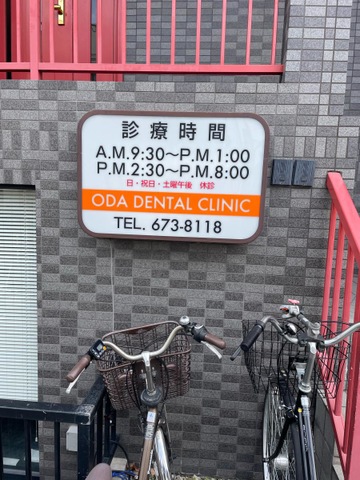 診療時間
A.M.9:30～P.M.1:00
P.M.2:30～P.M.8:00
日・祝日・土曜午後 休診
ODA DENTAL CLINIC
TEL. 673-8118